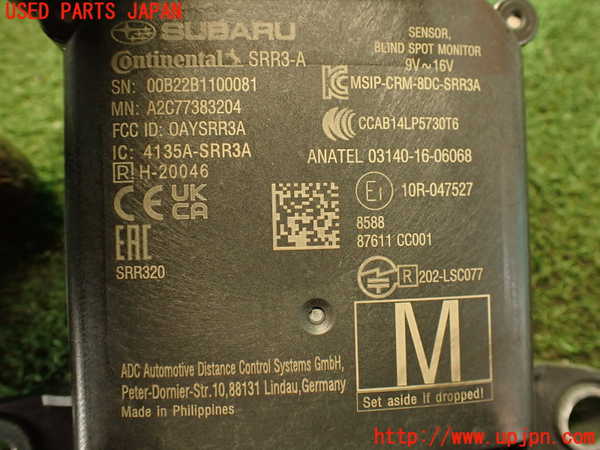 USED PARTS JAPAN
SUBARU
Continental SRR3-A
SN: 00B22B1100081
MN: A2C77383204
FCC ID: OAYSRR3A
IC: 4135A-SRR3A
R H-20046
CE UK CA
EAC
SRR320
SENSOR,
BLIND SPOT MONITOR
9V~16V
MSIP-CRM-8DC-SRR3A
CCAB14LP5730T6
ANATEL 03140-16-06068
E1 10R-047527
8588
87611 CC001
R 202-LSC077
M
Set aside if dropped!
ADC Automotive Distance Control Systems GmbH,
Peter-Dornier-Str.10,88131 Lindau,Germany
Made in Philippines
http://www.upjpn.com/